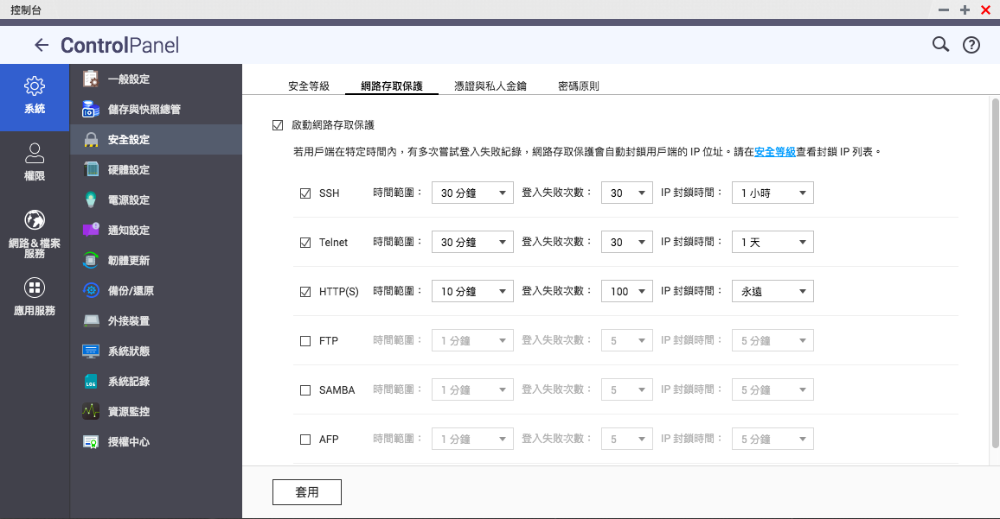 控制台
ControlPanel
系統
權限
網路＆檔案
服務
應用服務
一般設定
儲存與快照總管
安全設定
硬體設定
電源設定
通知設定
韌體更新
備份/還原
外接裝置
系統狀態
LOG
系統記錄
資源監控
授權中心
安全等級 網路存取保護 憑證與私人金鑰 密碼原則
啟動網路存取保護
若用戶端在特定時間內，有多次嘗試登入失敗紀錄，網路存取保護會自動封鎖用戶端的 IP 位址。請在安全等級查看封鎖 IP 列表。
SSH 時間範圍： 30 分鐘 登入失敗次數： 30 IP 封鎖時間： 1 小時
Telnet 時間範圍： 30 分鐘 登入失敗次數： 30 IP 封鎖時間： 1 天
HTTP(S) 時間範圍： 10 分鐘 登入失敗次數： 100 IP 封鎖時間： 永遠
FTP 時間範圍： 1 分鐘 登入失敗次數： 5 IP 封鎖時間： 5 分鐘
SAMBA 時間範圍： 1 分鐘 登入失敗次數： 5 IP 封鎖時間： 5 分鐘
AFP 時間範圍： 1 分鐘 登入失敗次數： 5 IP 封鎖時間： 5 分鐘
套用